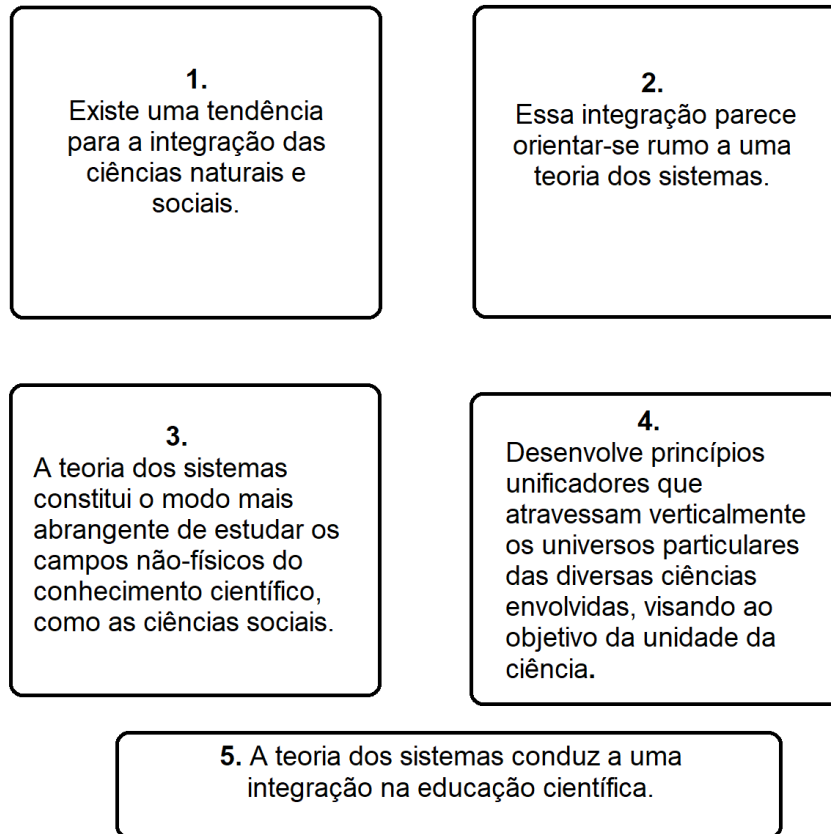 1.
Existe uma tendência
para a integração das
ciências naturais e
sociais.
2.
Essa integração parece
orientar-se rumo a uma
teoria dos sistemas.
3.
A teoria dos sistemas
constitui o modo mais
abrangente de estudar os
campos não-físicos do
conhecimento científico,
como as ciências sociais.
4.
Desenvolve princípios
unificadores que
atravessam verticalmente
os universos particulares
das diversas ciências
envolvidas, visando ao
objetivo da unidade da
ciência.
5. A teoria dos sistemas conduz a uma
integração na educação científica.